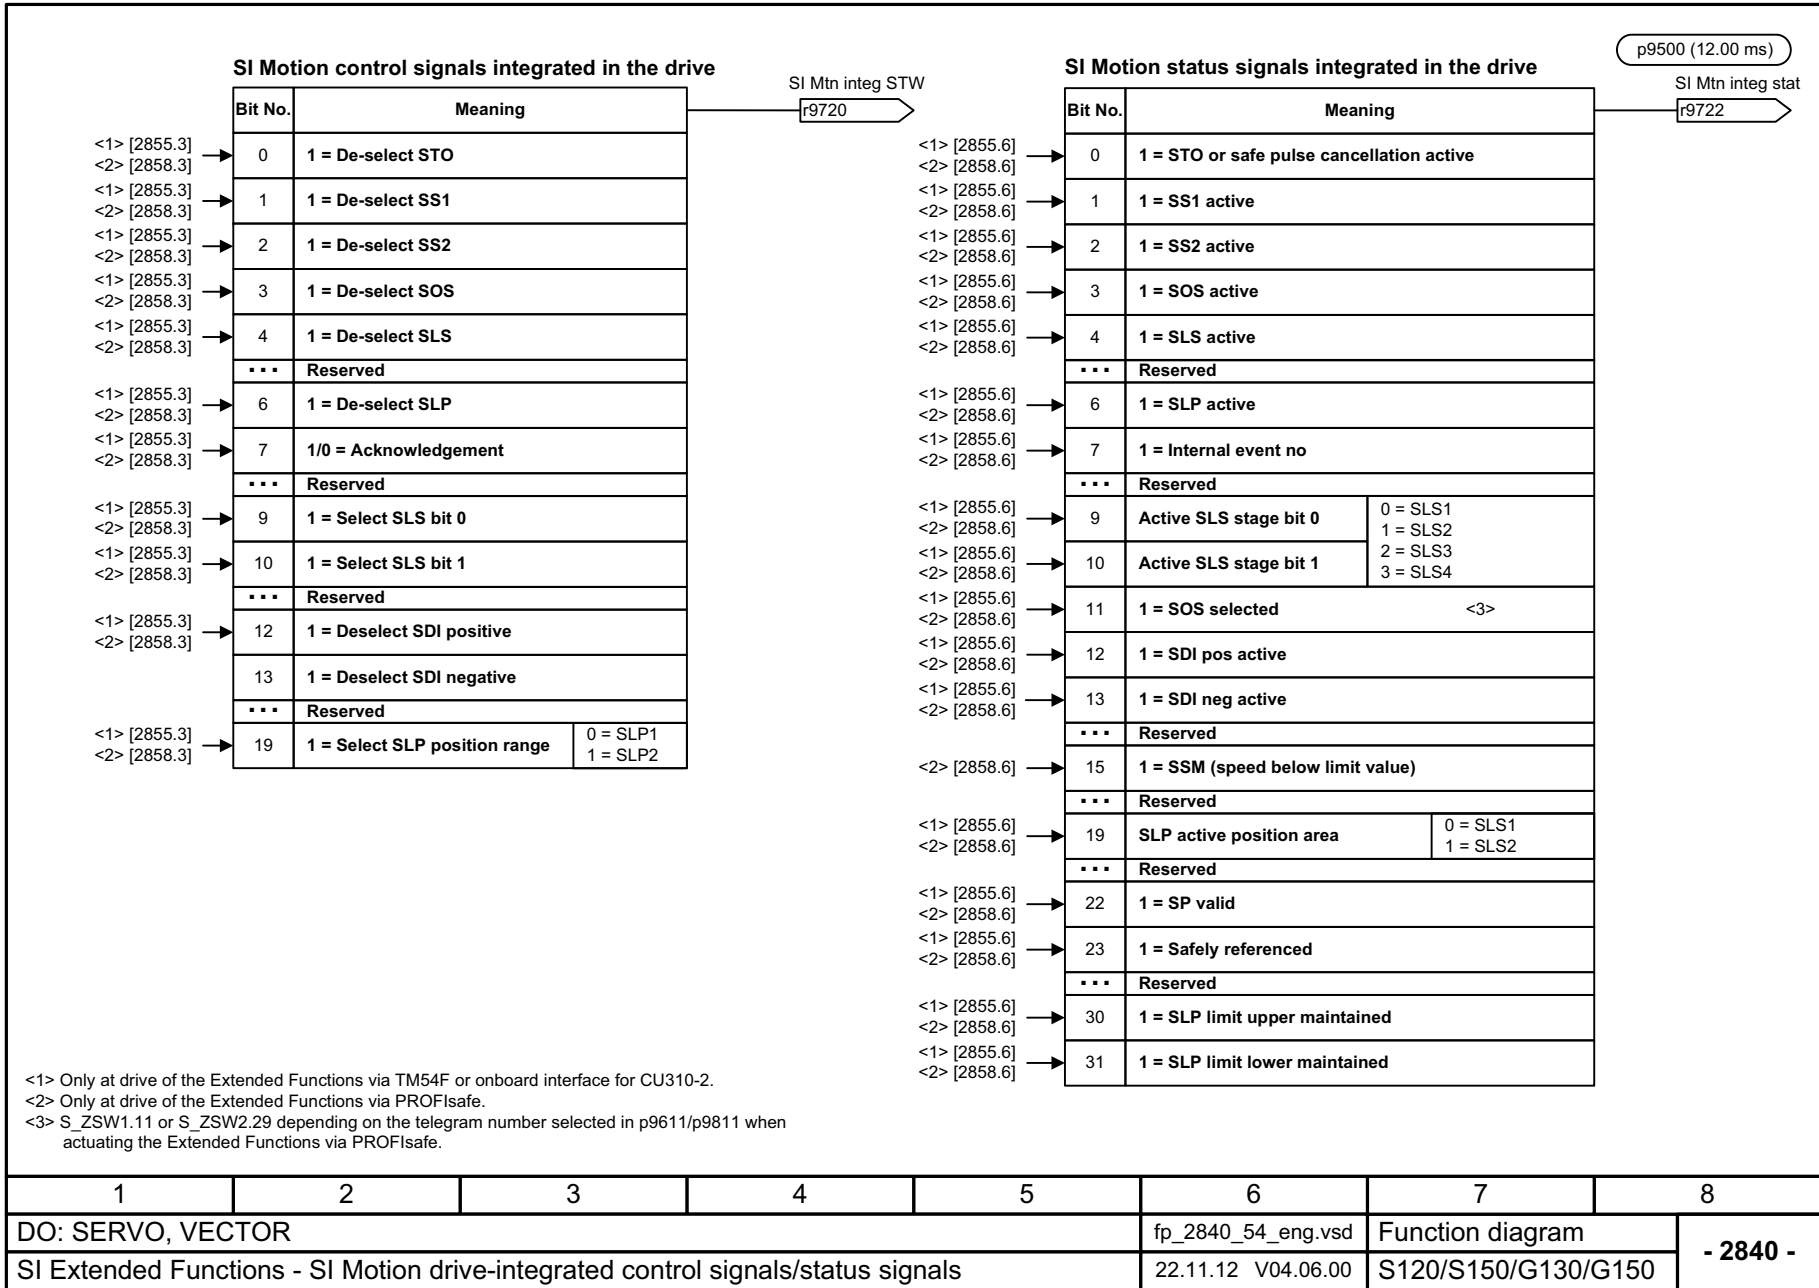 p9500 (12.00 ms)
SI Motion control signals integrated in the drive
SI Mtn integ STW
r9720
Bit No. Meaning
<1> [2855.3]
<2> [2858.3]
0 1 = De-select STO
<1> [2855.3]
<2> [2858.3]
1 1 = De-select SS1
<1> [2855.3]
<2> [2858.3]
2 1 = De-select SS2
<1> [2855.3]
<2> [2858.3]
3 1 = De-select SOS
<1> [2855.3]
<2> [2858.3]
4 1 = De-select SLS
... Reserved
<1> [2855.3]
<2> [2858.3]
6 1 = De-select SLP
<1> [2855.3]
<2> [2858.3]
7 1/0 = Acknowledgement
... Reserved
<1> [2855.3]
<2> [2858.3]
9 1 = Select SLS bit 0
<1> [2855.3]
<2> [2858.3]
10 1 = Select SLS bit 1
... Reserved
<1> [2855.3]
<2> [2858.3]
12 1 = Deselect SDI positive
13 1 = Deselect SDI negative
... Reserved
<1> [2855.3]
<2> [2858.3]
19 1 = Select SLP position range
0 = SLP1
1 = SLP2
SI Motion status signals integrated in the drive
SI Mtn integ stat
r9722
Bit No. Meaning
<1> [2855.6]
<2> [2858.6]
0 1 = STO or safe pulse cancellation active
<1> [2855.6]
<2> [2858.6]
1 1 = SS1 active
<1> [2855.6]
<2> [2858.6]
2 1 = SS2 active
<1> [2855.6]
<2> [2858.6]
3 1 = SOS active
<1> [2855.6]
<2> [2858.6]
4 1 = SLS active
... Reserved
<1> [2855.6]
<2> [2858.6]
6 1 = SLP active
<1> [2855.6]
<2> [2858.6]
7 1 = Internal event no
... Reserved
<1> [2855.6]
<2> [2858.6]
9 Active SLS stage bit 0
<1> [2855.6]
<2> [2858.6]
10 Active SLS stage bit 1
0 = SLS1
1 = SLS2
2 = SLS3
3 = SLS4
<1> [2855.6]
<2> [2858.6]
11 1 = SOS selected <3>
<1> [2855.6]
<2> [2858.6]
12 1 = SDI pos active
<1> [2855.6]
<2> [2858.6]
13 1 = SDI neg active
... Reserved
<2> [2858.6]
15 1 = SSM (speed below limit value)
... Reserved
<1> [2855.6]
<2> [2858.6]
19 SLP active position area
0 = SLS1
1 = SLS2
... Reserved
<1> [2855.6]
<2> [2858.6]
22 1 = SP valid
<1> [2855.6]
<2> [2858.6]
23 1 = Safely referenced
... Reserved
<1> [2855.6]
<2> [2858.6]
30 1 = SLP limit upper maintained
<1> [2855.6]
<2> [2858.6]
31 1 = SLP limit lower maintained
<1> Only at drive of the Extended Functions via TM54F or onboard interface for CU310-2.
<2> Only at drive of the Extended Functions via PROFIsafe.
<3> S_ZSW1.11 or S_ZSW2.29 depending on the telegram number selected in p9611/p9811 when
actuating the Extended Functions via PROFIsafe.
1 2 3 4 5 6 7 8
DO: SERVO, VECTOR
fp_2840_54_eng.vsd
Function diagram
- 2840 -
SI Extended Functions - SI Motion drive-integrated control signals/status signals
22.11.12 V04.06.00
S120/S150/G130/G150